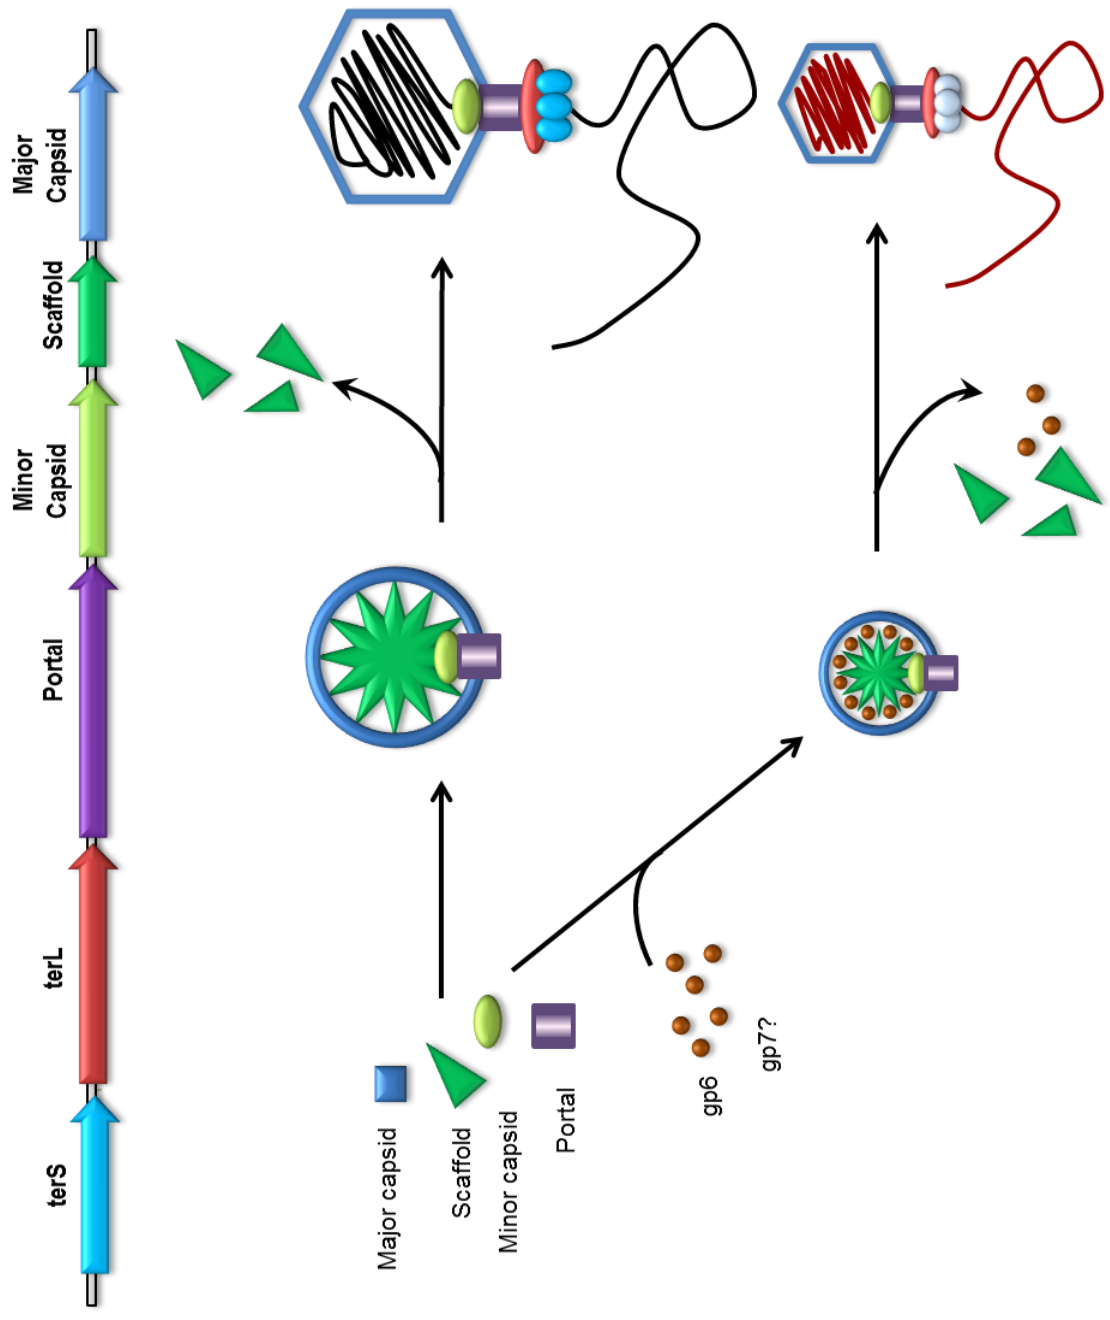 terS
terL
Portal
Minor
Capsid
Scaffold
Major
Capsid
Major capsid
Scaffold
Minor capsid
Portal
gp6
gp7?